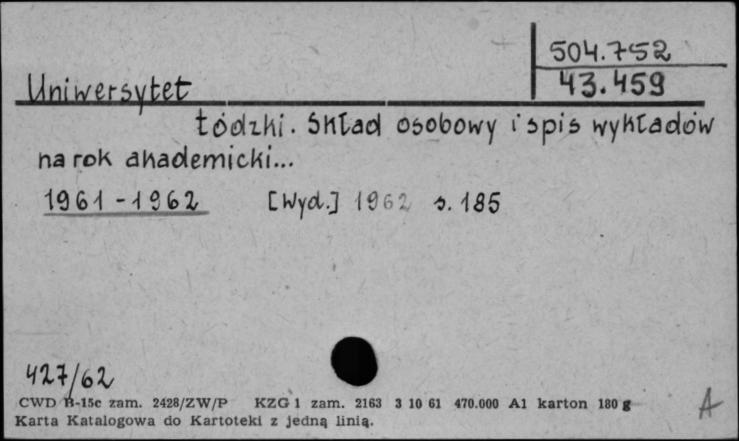 504.752
43.459
Uniwersytet
Łódzki. Skład osobowy i spis wykładów
na rok akademicki...
1961-1962 [Wyd.] 1962 s. 185
427/62
CWD B-15c zam. 2428/ZW/P KZG 1 zam. 2163 3 10 61 470.000 A1 karton 180 g
Karta Katalogowa do Kartoteki z jedną linią.
A